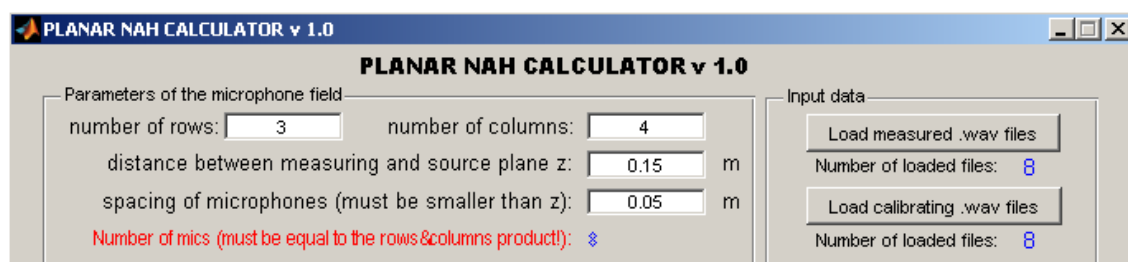 PLANAR NAH CALCULATOR v 1.0
PLANAR NAH CALCULATOR v 1.0
Parameters of the microphone field
number of rows: 3 number of columns: 4
distance between measuring and source plane z: 0.15 m
spacing of microphones (must be smaller than z): 0.05 m
Number of mics (must be equal to the rows&columns product!): 8
Input data
Load measured .wav files
Number of loaded files: 8
Load calibrating .wav files
Number of loaded files: 8